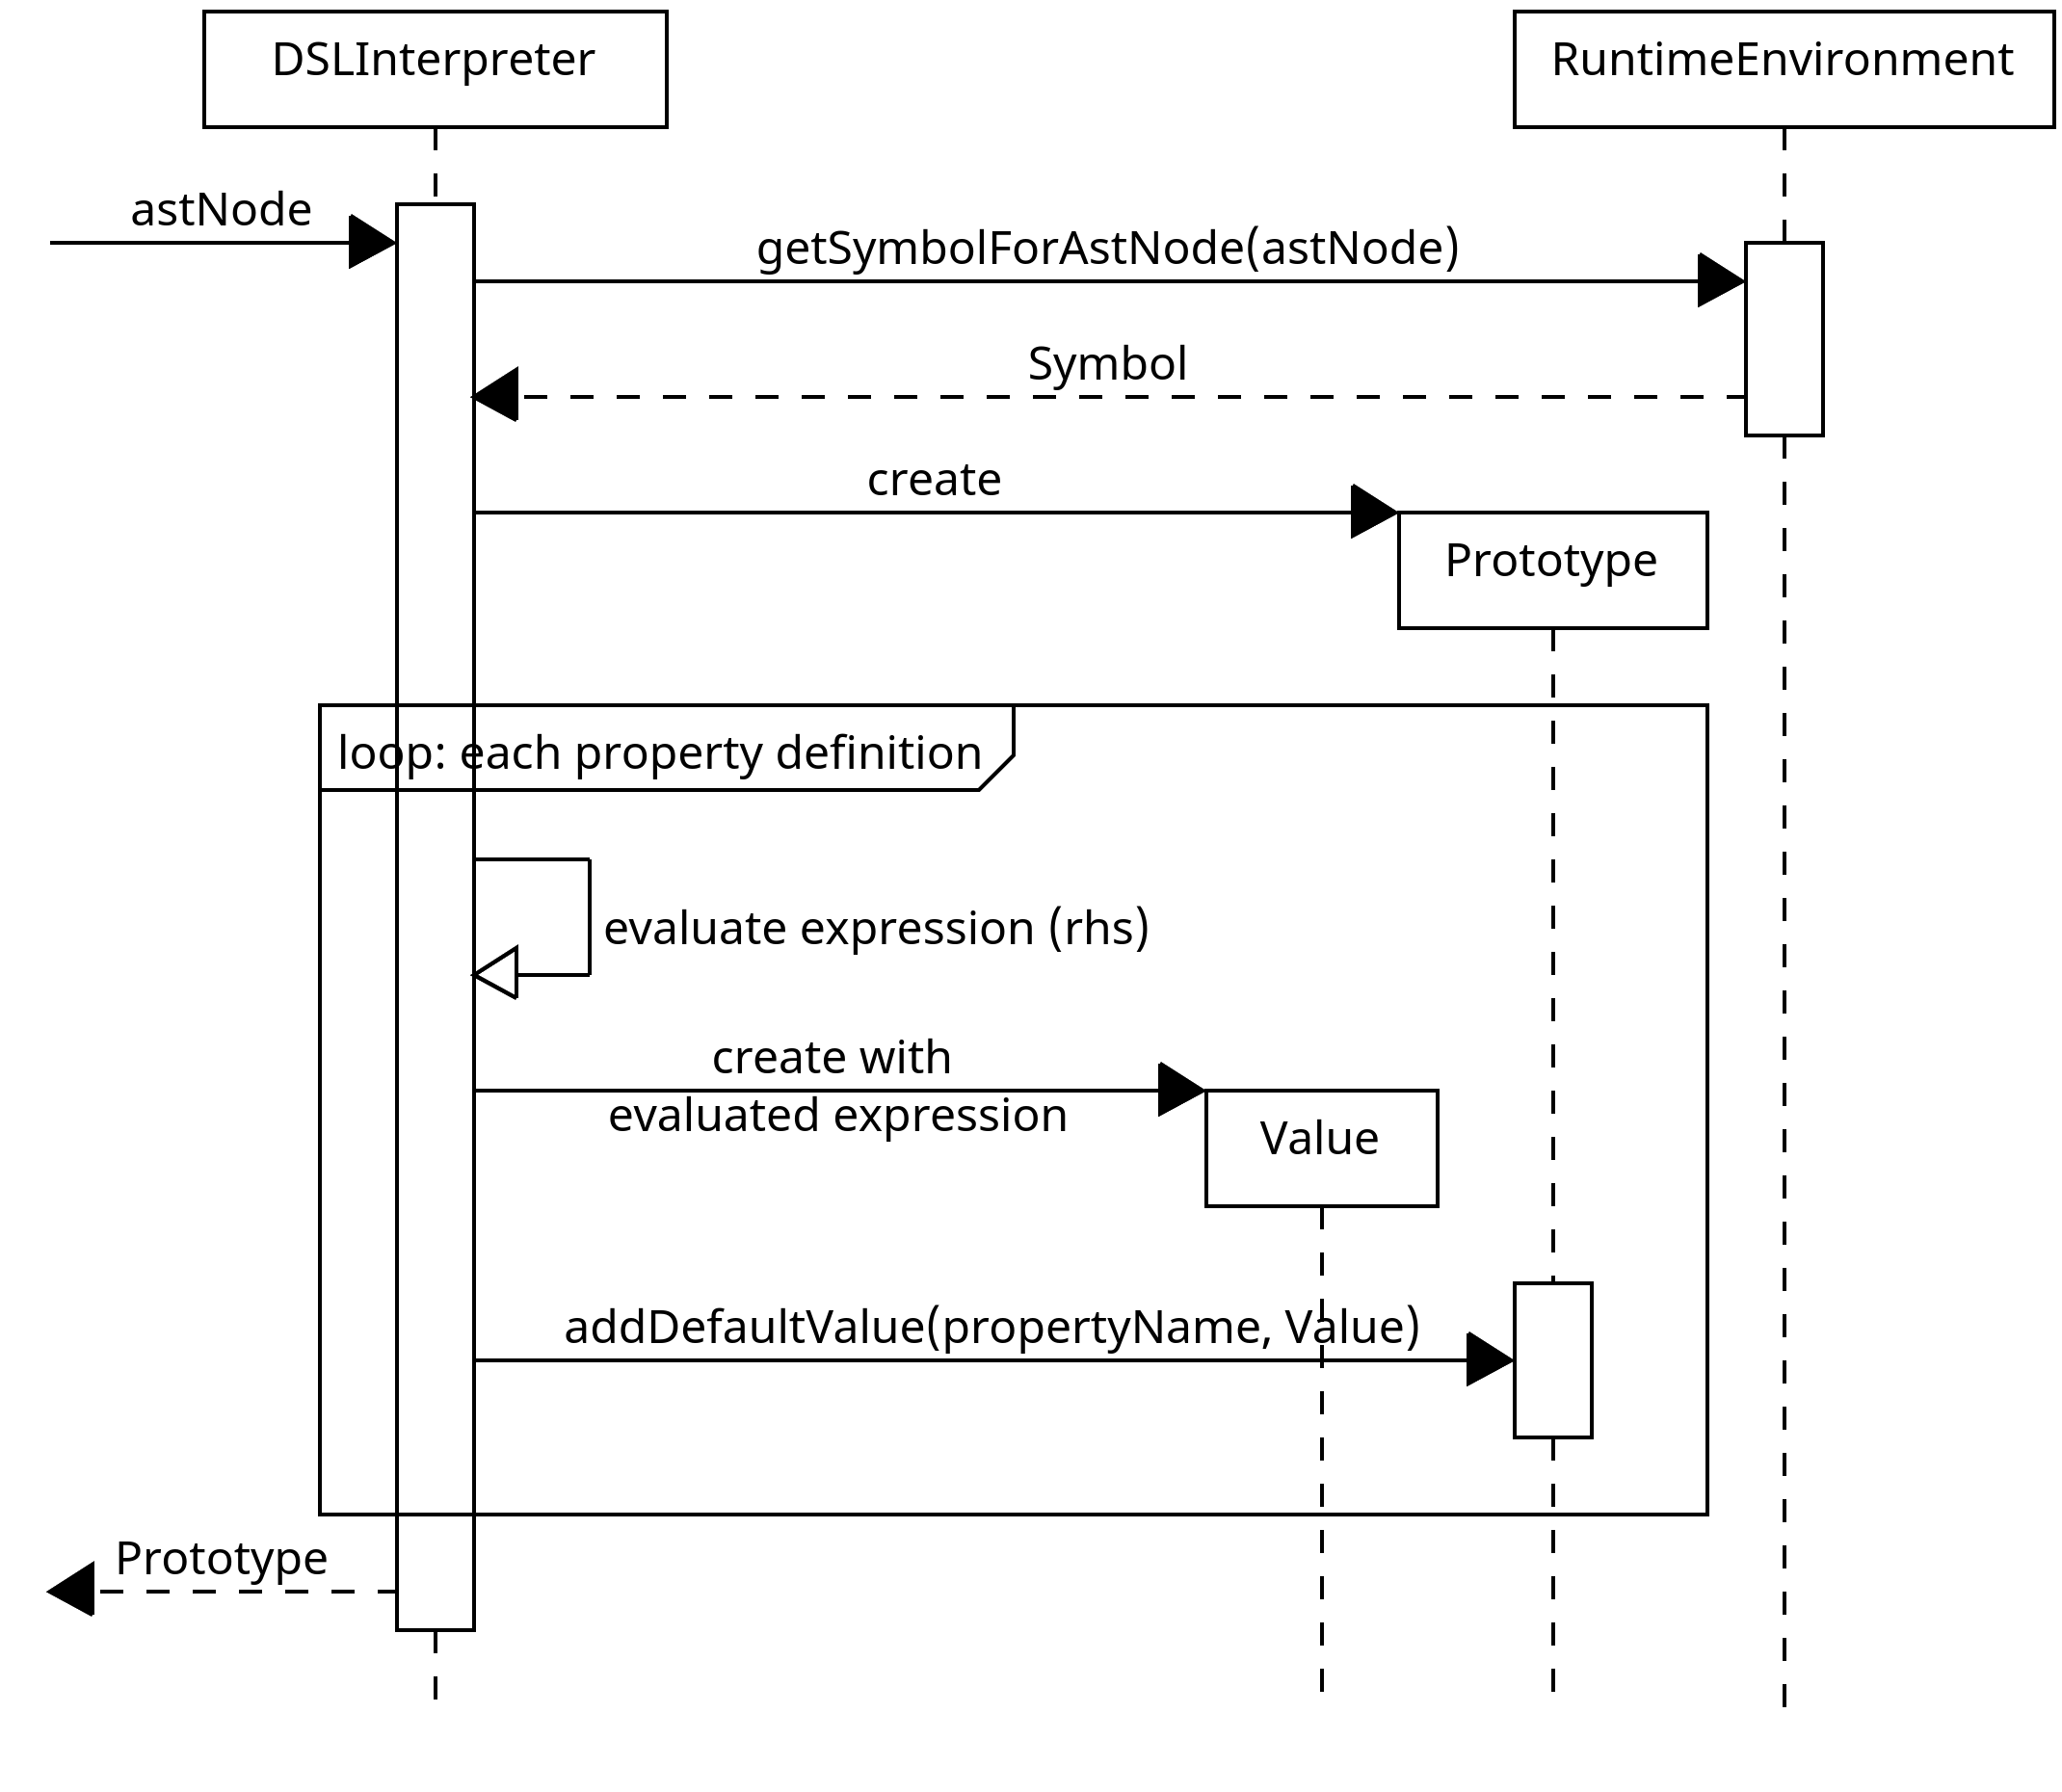 DSLInterpreter
RuntimeEnvironment
astNode
getSymbolForAstNode(astNode)
Symbol
create
Prototype
loop: each property definition
evaluate expression (rhs)
create with
evaluated expression
Value
addDefaultValue(propertyName, Value)
Prototype